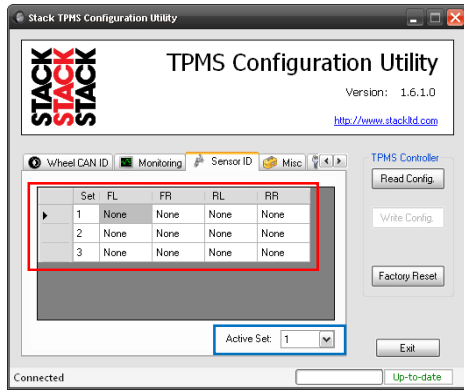 Stack TPMS Configuration Utility
STACK
STACK
STACK
TPMS Configuration Utility
Version: 1.6.1.0
http://www.stackltd.com
Wheel CAN ID
Monitoring
Sensor ID
Misc
TPMS Controller
Read Config.
Write Config.
Factory Reset
Set FL FR RL RR
1 None None None None
2 None None None None
3 None None None None
Active Set: 1
Exit
Connected
Up-to-date